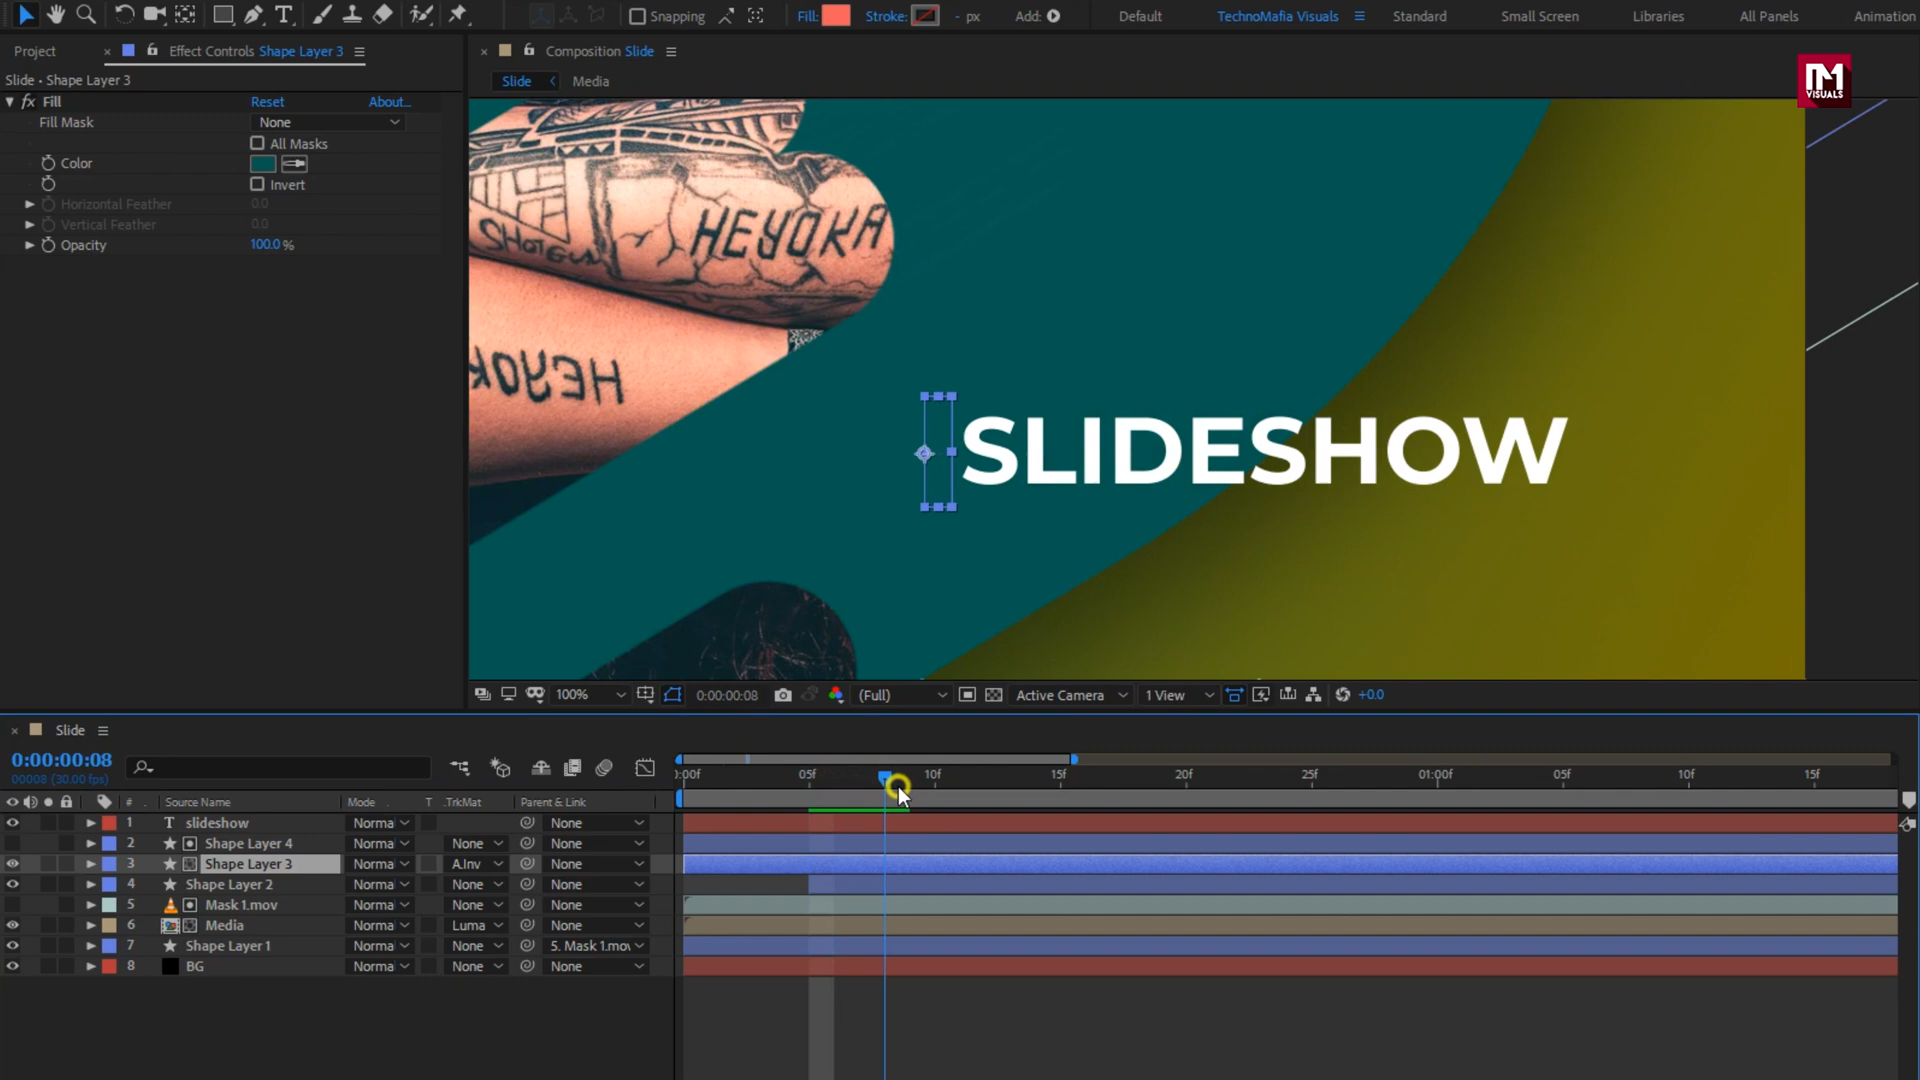 Snapping
Fill:
Stroke:
- px
Add:
Default
TechnoMafia Visuals
Standard
Small Screen
Libraries
All Panels
Animation
Project
Effect Controls Shape Layer 3
Composition Slide
Slide • Shape Layer 3
Slide
Media
VISUALS
fx Fill
Reset
About...
Fill Mask
None
All Masks
Color
Invert
Horizontal Feather
0.0
Vertical Feather
0.0
Opacity
100.0 %
HEYOKA
SLIDESHOW
100%
0:00:00:08
(Full)
Active Camera
1 View
+0.0
Slide
0:00:00:08
00008 (30.00 fps)
:00f 05f 10f 15f 20f 25f 01:00f 05f 10f 15f
# Source Name Mode T .TrkMat Parent & Link
1 T slideshow Norma None
2 Shape Layer 4 Norma None None
3 Shape Layer 3 Norma A.Inv None
4 Shape Layer 2 Norma None None
5 Mask 1.mov Norma None None
6 Media Norma Luma None
7 Shape Layer 1 Norma None 5. Mask 1.mov
8 BG Norma None None